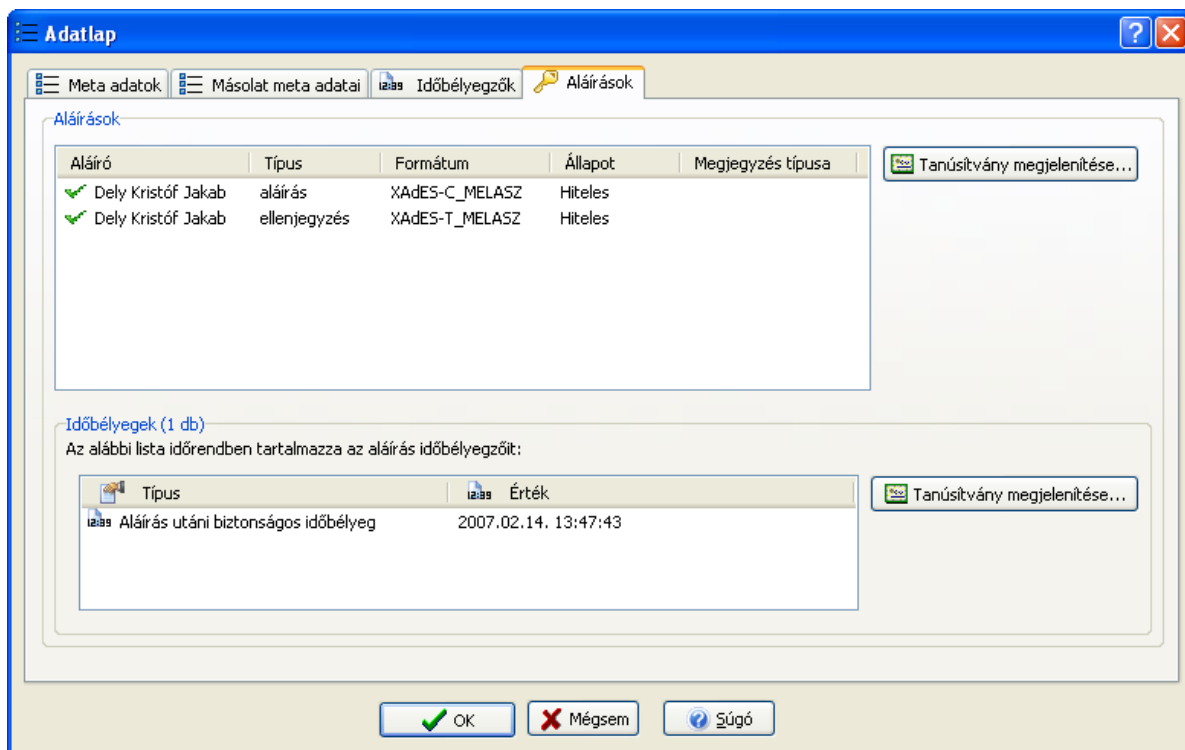 Adatlap
Meta adatok Másolat meta adatai Időbélyegzők Aláírások
Aláírások
Aláíró Típus Formátum Állapot Megjegyzés típusa
Tanúsítvány megjelenítése...
Dely Kristóf Jakab aláírás XAdES-C_MELASZ Hiteles
Dely Kristóf Jakab ellenjegyzés XAdES-T_MELASZ Hiteles
Időbélyegek (1 db)
Az alábbi lista időrendben tartalmazza az aláírás időbélyegzőit:
Típus Érték
Tanúsítvány megjelenítése...
Aláírás utáni biztonságos időbélyeg 2007.02.14. 13:47:43
OK Mégsem Súgó